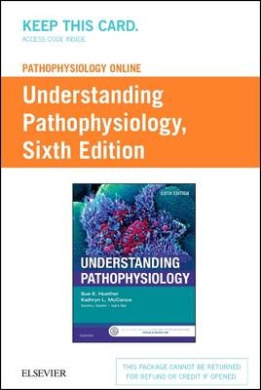 KEEP THIS CARD.
ACCESS CODE INSIDE
PATHOPHYSIOLOGY ONLINE
Understanding
Pathophysiology,
Sixth Edition
SIXTH EDITION
UNDERSTANDING
PATHOPHYSIOLOGY
Sue E. Huether
Kathryn L. McCance
ELSEVIER
THIS PACKAGE CANNOT BE RETURNED
FOR REFUND OR CREDIT IF OPENED.